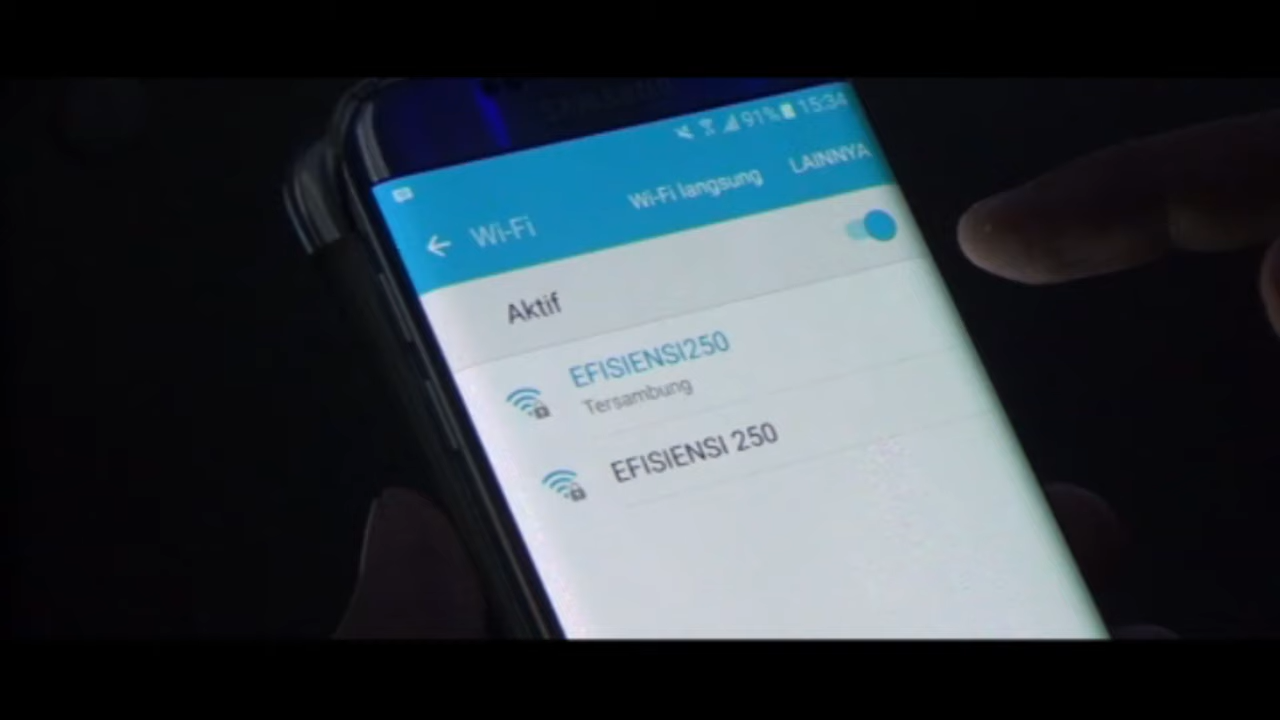 91% 15:34
Wi-Fi Wi-Fi langsung LAINNYA
Aktif
EFISIENSI250
Tersambung
EFISIENSI 250